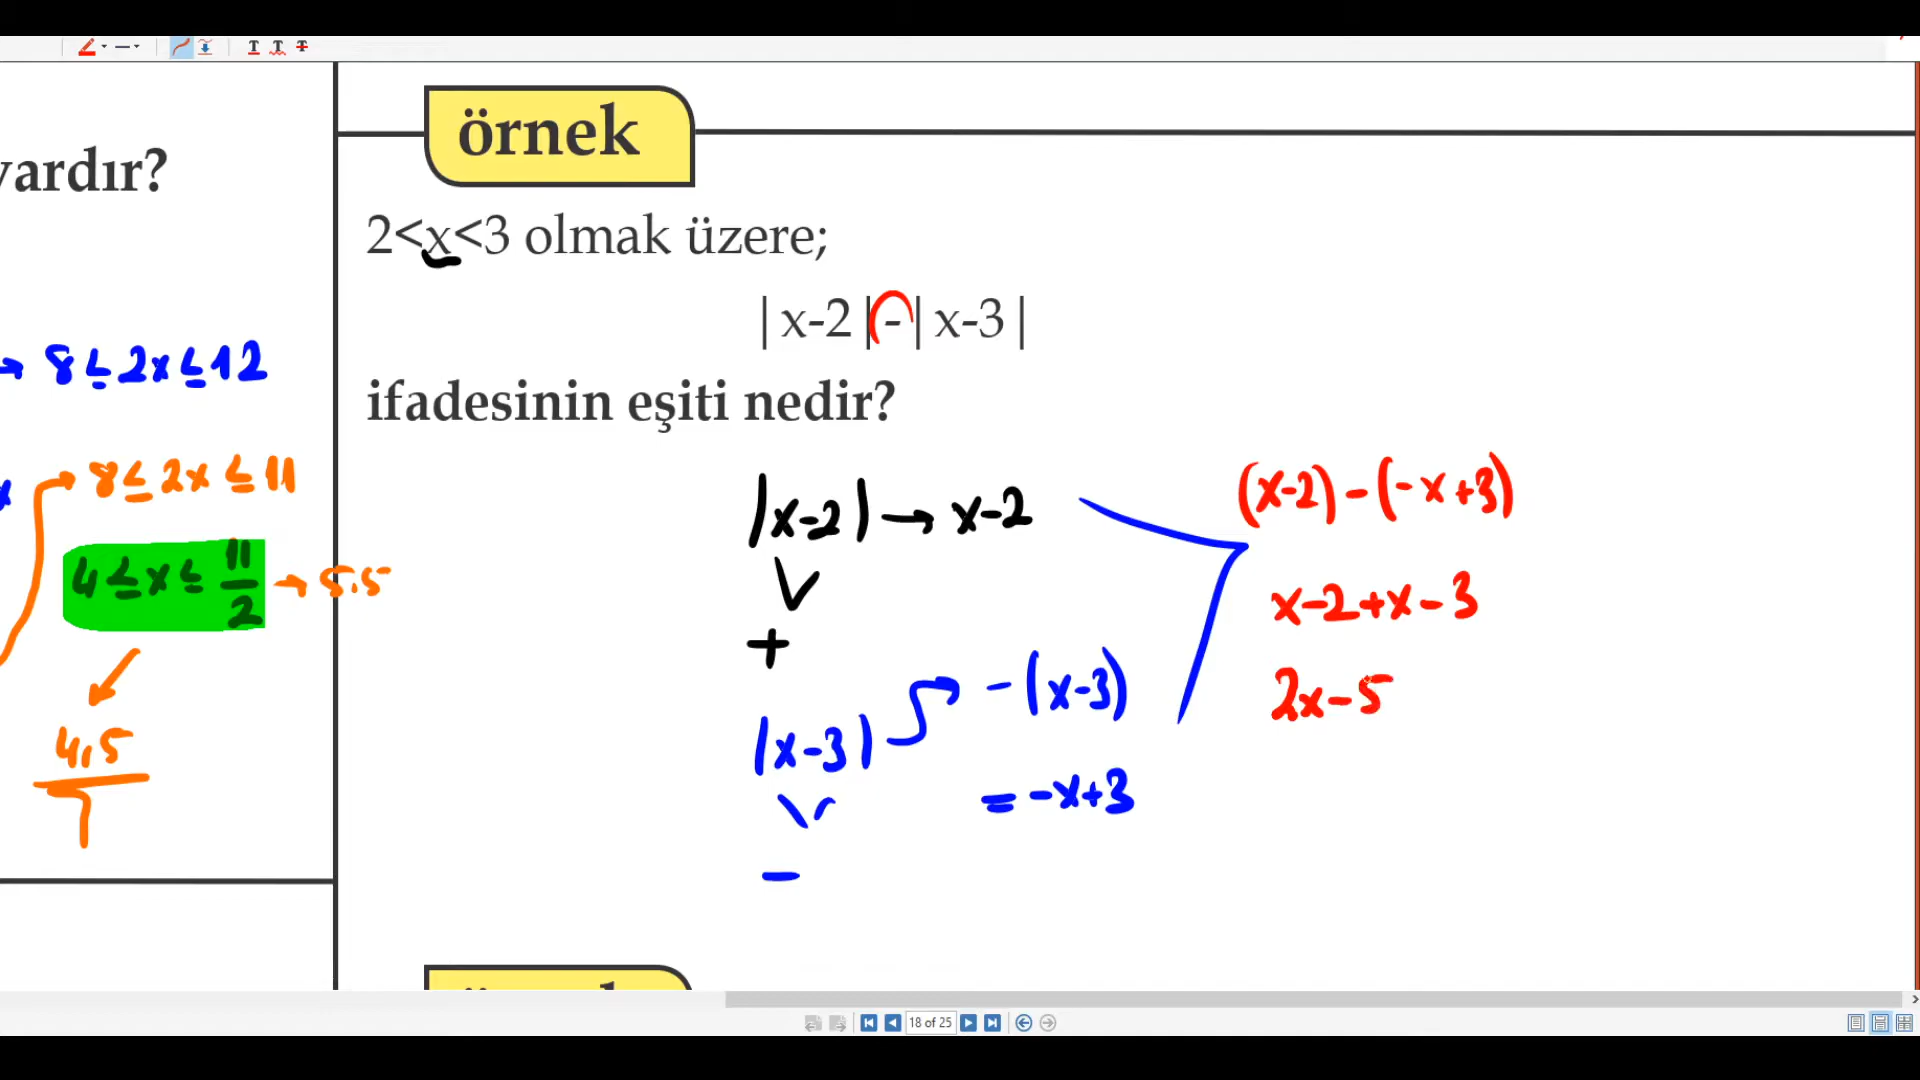 örnek
vardır?
2<x<3 olmak üzere;
|x-2|-|x-3|
ifadesinin eşiti nedir?
→ 8≤2x≤12
→ 8≤2x≤11
x
4≤x≤11/2 → 5.5
4,5
|x-2| → x-2
+
|x-3| -(x-3)
= -x+3
-
(x-2)-(-x+3)
x-2+x-3
2x-5
18 of 25